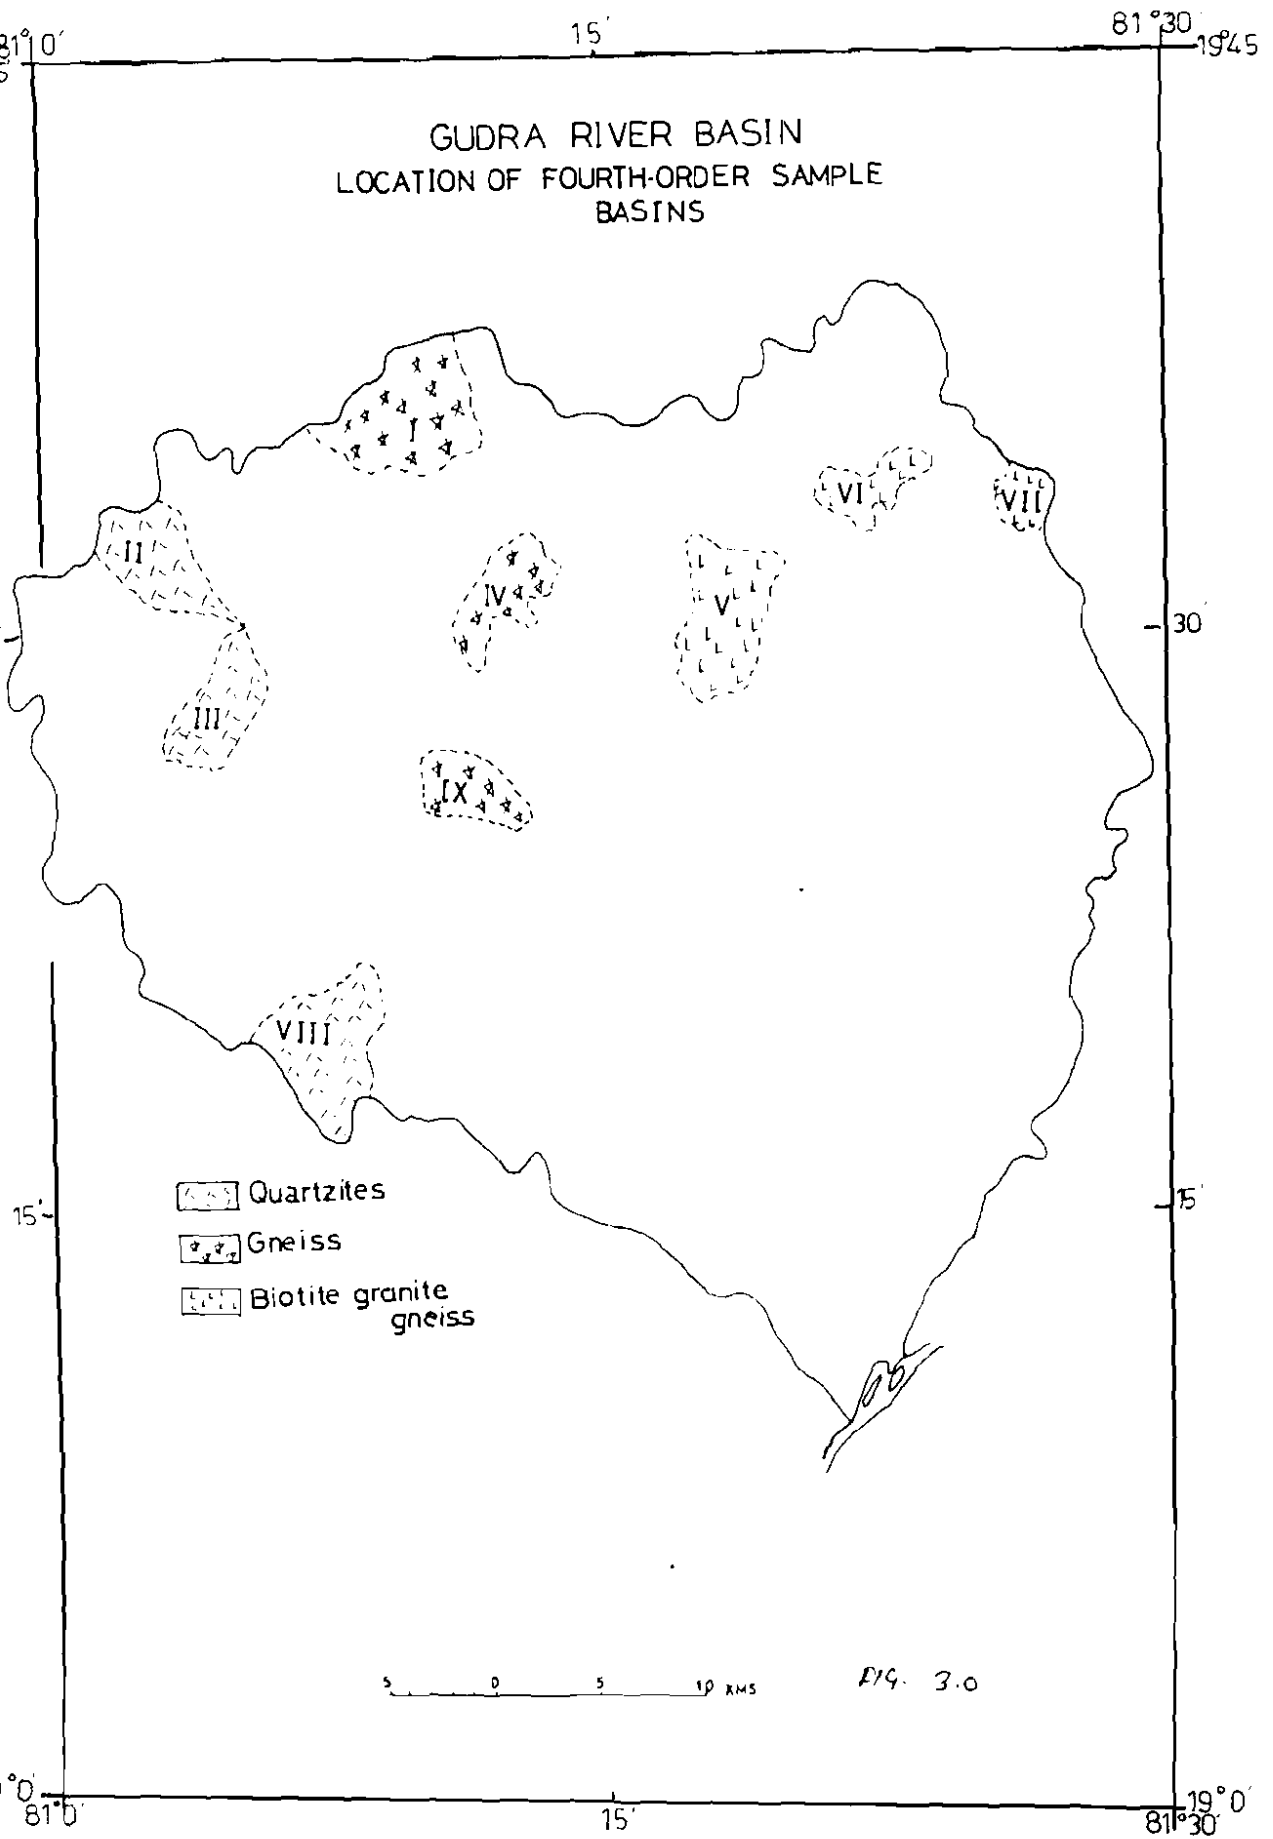 81°0'
15'
81°30'
19°45
GUDRA RIVER BASIN
LOCATION OF FOURTH-ORDER SAMPLE
BASINS
I
VI
VII
II
IV
V
30'
III
IX
VIII
Quartzites
15'
15'
Gneiss
Biotite granite
gneiss
5 0 5 10 KMS
FIG. 3.0
°0'
19°0'
81°0'
15'
81°30'